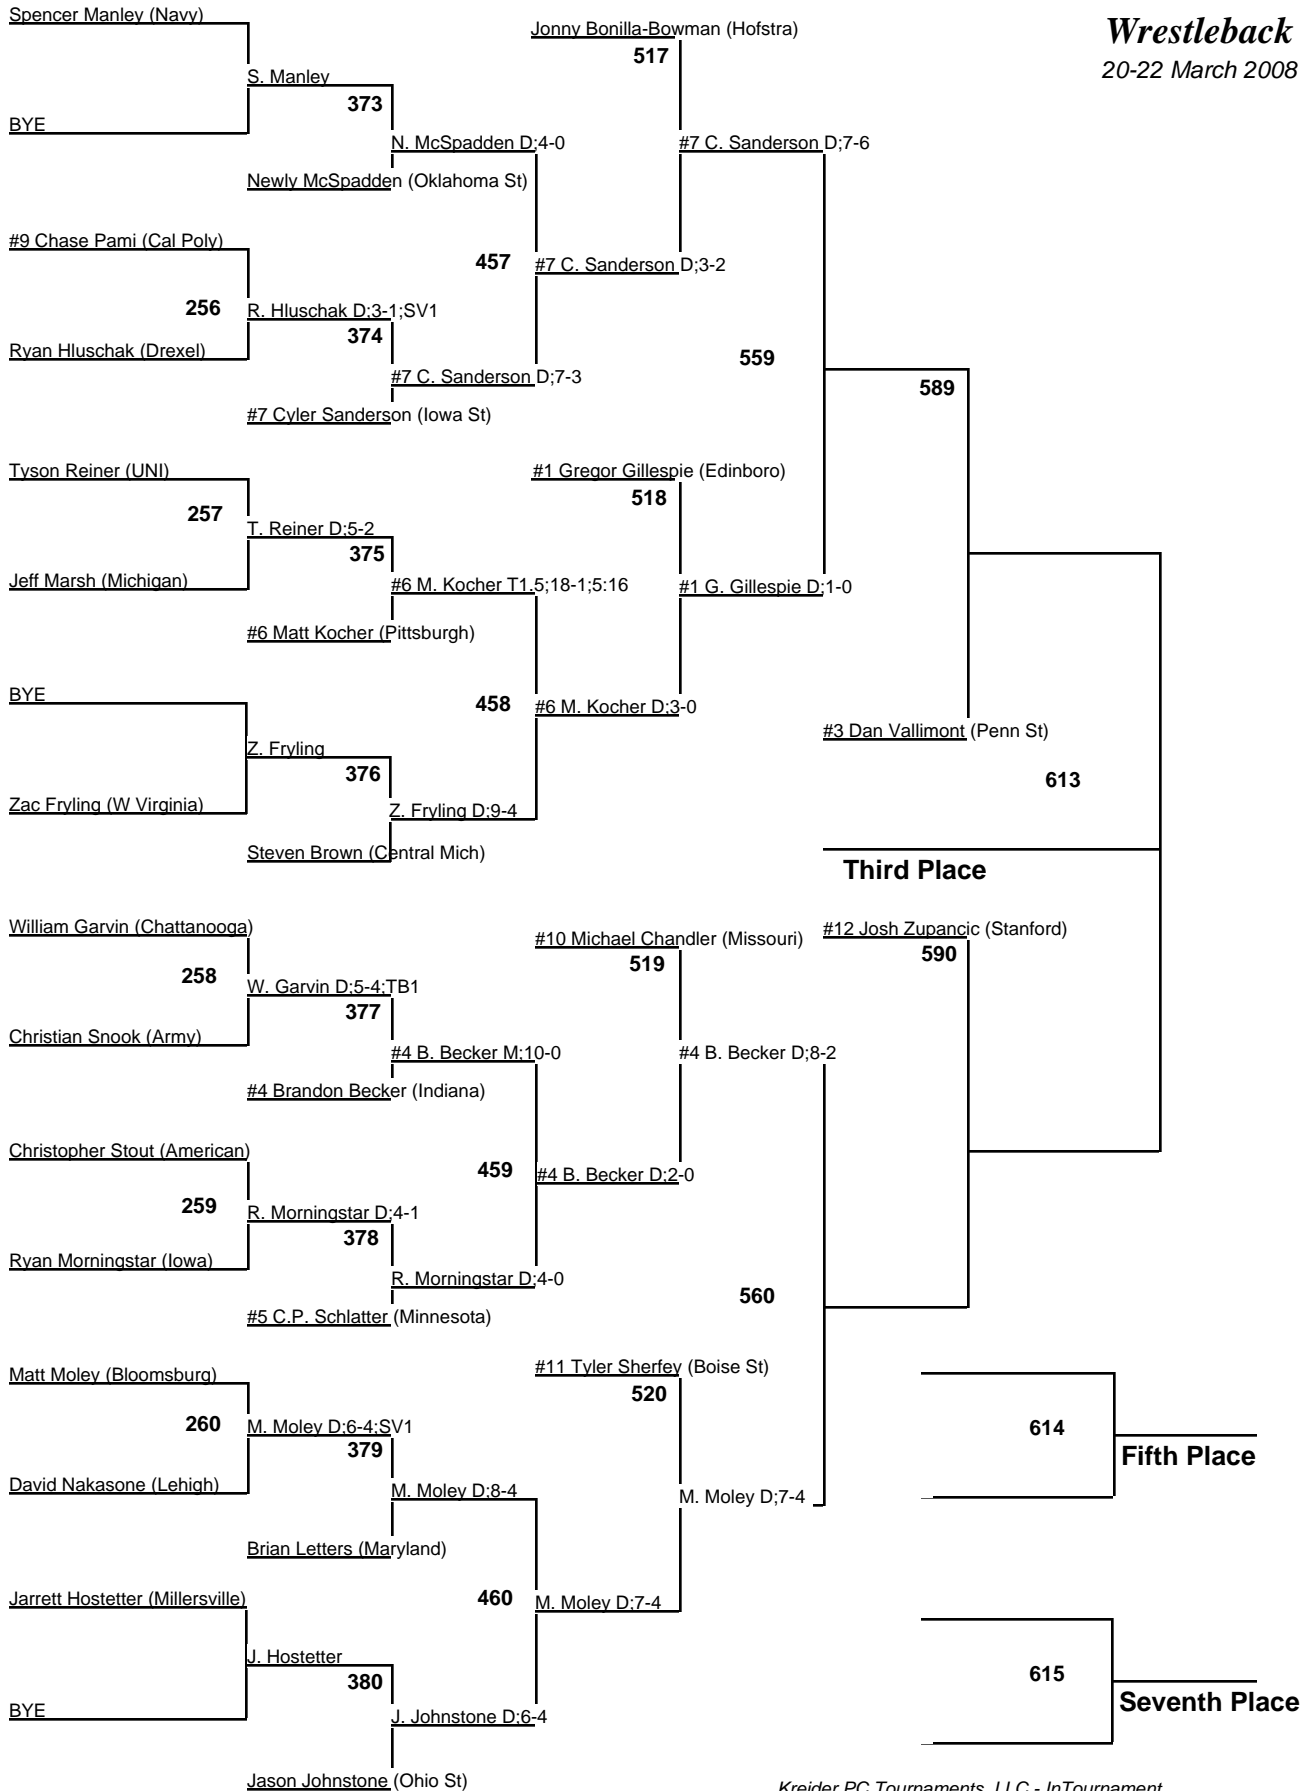 Spencer Manley (Navy)
Jonny Bonilla-Bowman (Hofstra)
Wrestleback
20-22 March 2008
517
S. Manley
373
BYE
N. McSpadden D;4-0
#7 C. Sanderson D;7-6
Newly McSpadden (Oklahoma St)
#9 Chase Pami (Cal Poly)
457
#7 C. Sanderson D;3-2
256
R. Hluschak D;3-1;SV1
374
Ryan Hluschak (Drexel)
559
#7 C. Sanderson D;7-3
589
#7 Cyler Sanderson (Iowa St)
Tyson Reiner (UNI)
#1 Gregor Gillespie (Edinboro)
518
257
T. Reiner D;5-2
375
Jeff Marsh (Michigan)
#6 M. Kocher T1.5;18-1;5:16
#1 G. Gillespie D;1-0
#6 Matt Kocher (Pittsburgh)
BYE
458
#6 M. Kocher D;3-0
#3 Dan Vallimont (Penn St)
Z. Fryling
376
613
Zac Fryling (W Virginia)
Z. Fryling D;9-4
Steven Brown (Central Mich)
Third Place
William Garvin (Chattanooga)
#10 Michael Chandler (Missouri)
#12 Josh Zupancic (Stanford)
519
590
258
W. Garvin D;5-4;TB1
377
Christian Snook (Army)
#4 B. Becker M;10-0
#4 B. Becker D;8-2
#4 Brandon Becker (Indiana)
Christopher Stout (American)
459
#4 B. Becker D;2-0
259
R. Morningstar D;4-1
378
Ryan Morningstar (Iowa)
R. Morningstar D;4-0
560
#5 C.P. Schlatter (Minnesota)
Matt Moley (Bloomsburg)
#11 Tyler Sherfey (Boise St)
520
260
M. Moley D;6-4;SV1
614
379
Fifth Place
David Nakasone (Lehigh)
M. Moley D;8-4
M. Moley D;7-4
Brian Letters (Maryland)
Jarrett Hostetter (Millersville)
460
M. Moley D;7-4
J. Hostetter
380
615
Seventh Place
BYE
J. Johnstone D;6-4
Jason Johnstone (Ohio St)
Kreider PC Tournaments, LLC - InTournament